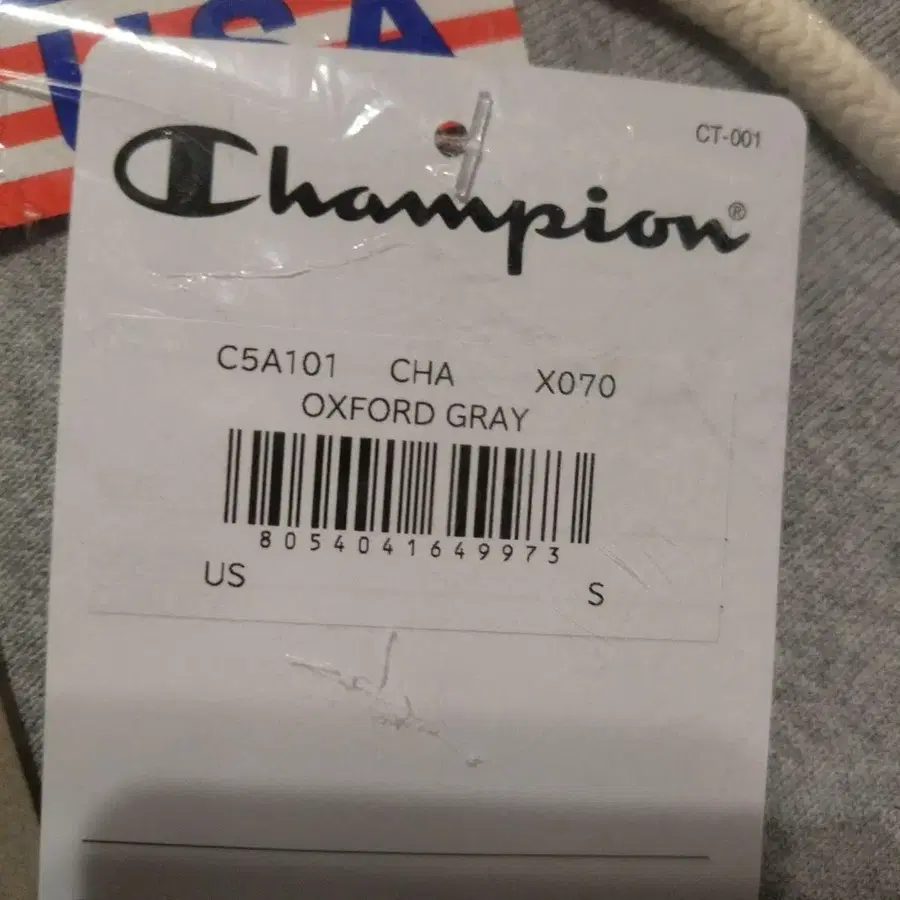 USA
CT-001
Champion®
C5A101 CHA X070
OXFORD GRAY
8054041649973
US S